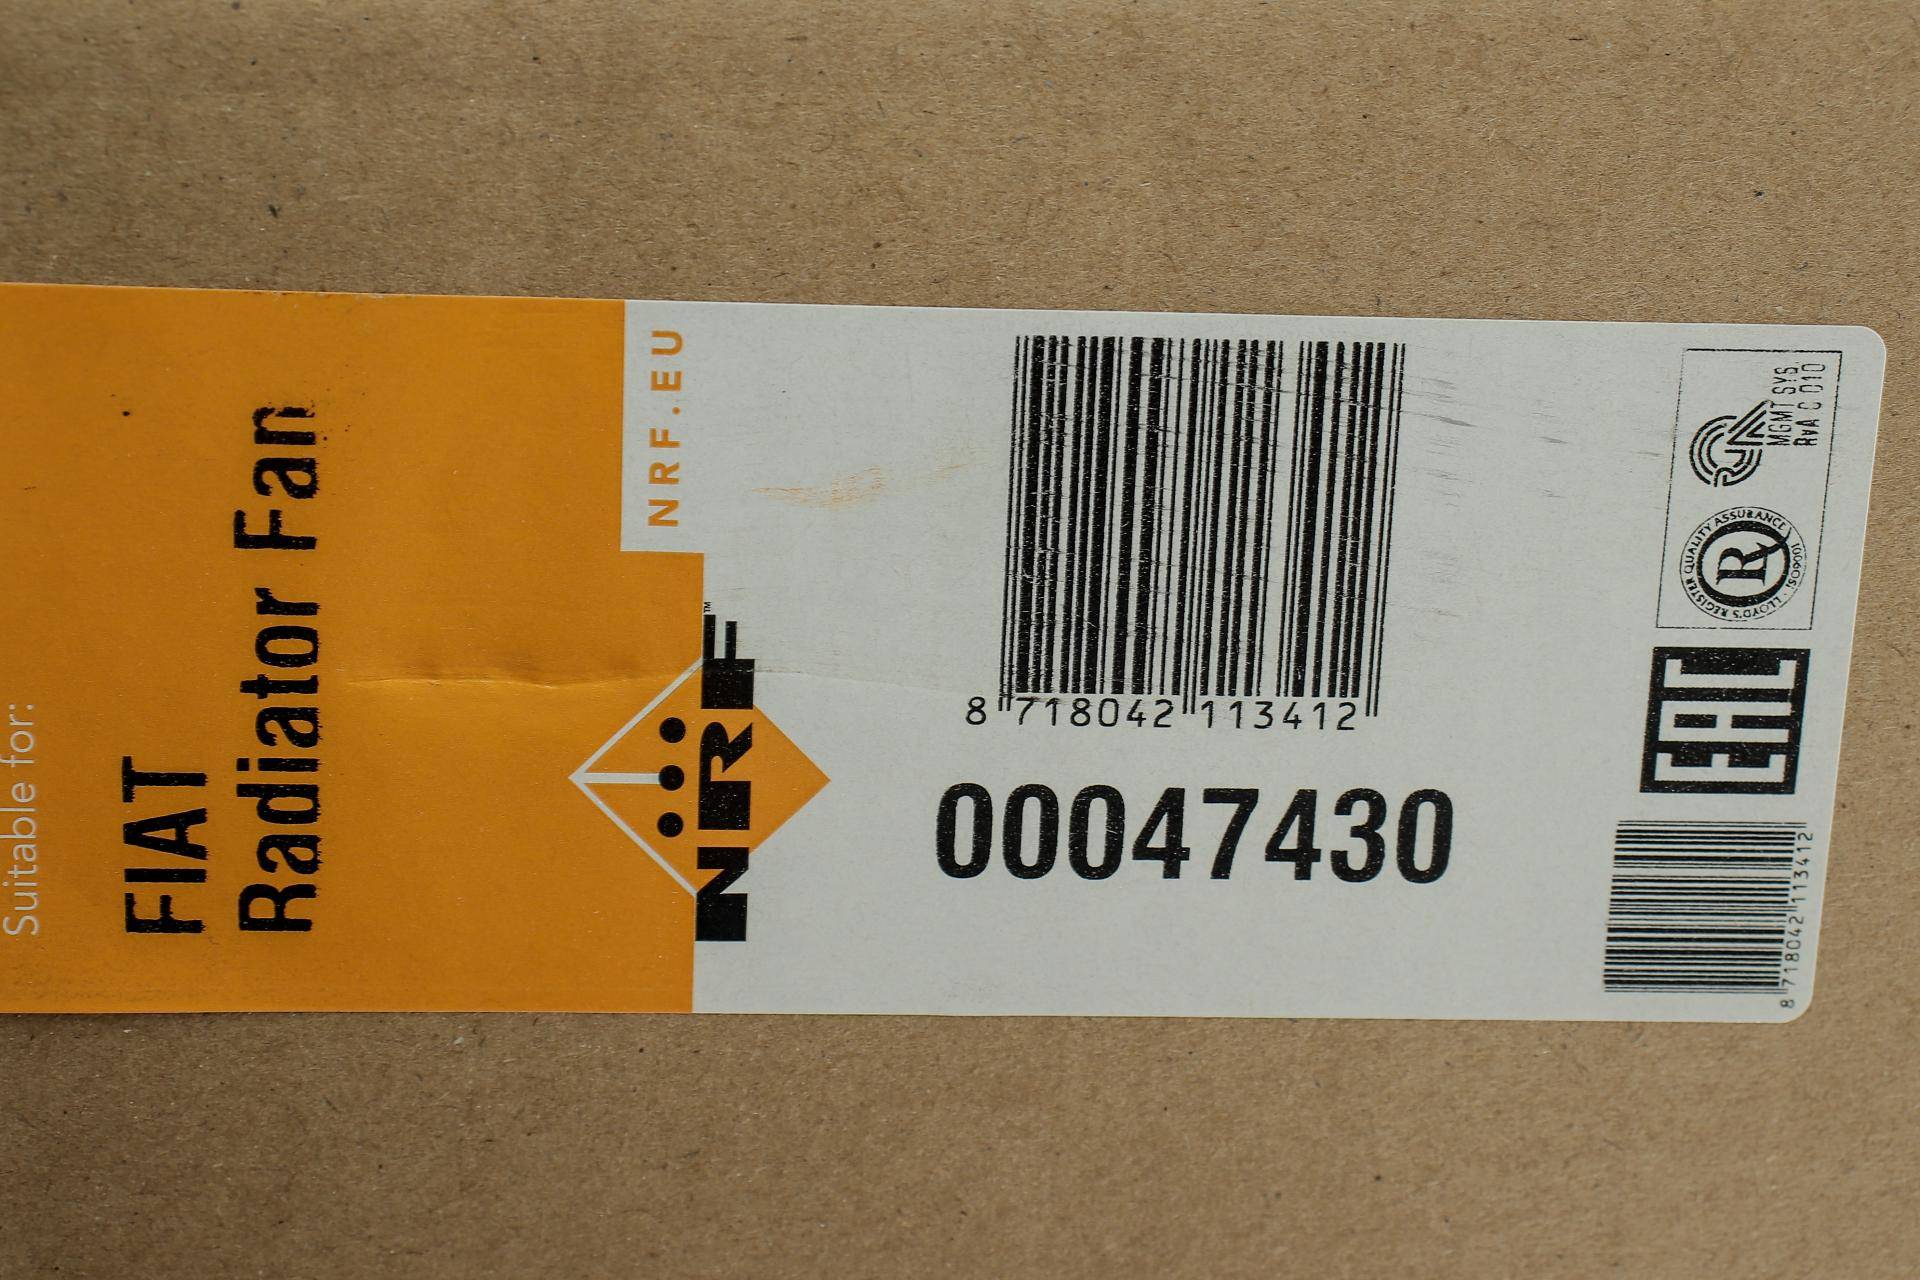 Suitable for:
FIAT
Radiator Fan
NRF.EU
NRF™
8 718042 113412
00047430
LLOYD'S REGISTER QUALITY ASSURANCE
· ISO9001 ·
R
MGMT SYS.
RvA C 010
EAC
8 718042 113412